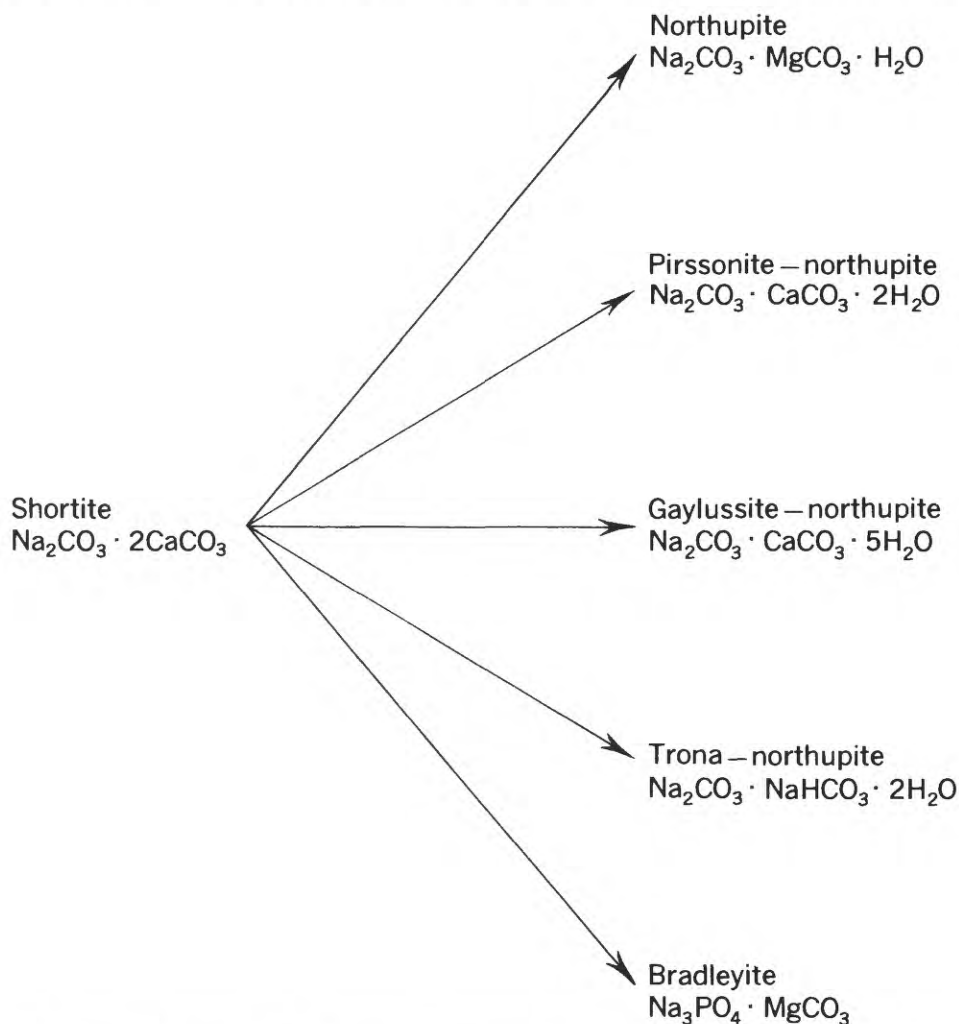 Northupite
Na₂CO₃· MgCO₃· H₂O
Pirssonite – northupite
Na₂CO₃· CaCO₃· 2H₂O
Shortite
Na₂CO₃· 2CaCO₃
Gaylussite – northupite
Na₂CO₃· CaCO₃· 5H₂O
Trona – northupite
Na₂CO₃· NaHCO₃· 2H₂O
Bradleyite
Na₃PO₄· MgCO₃